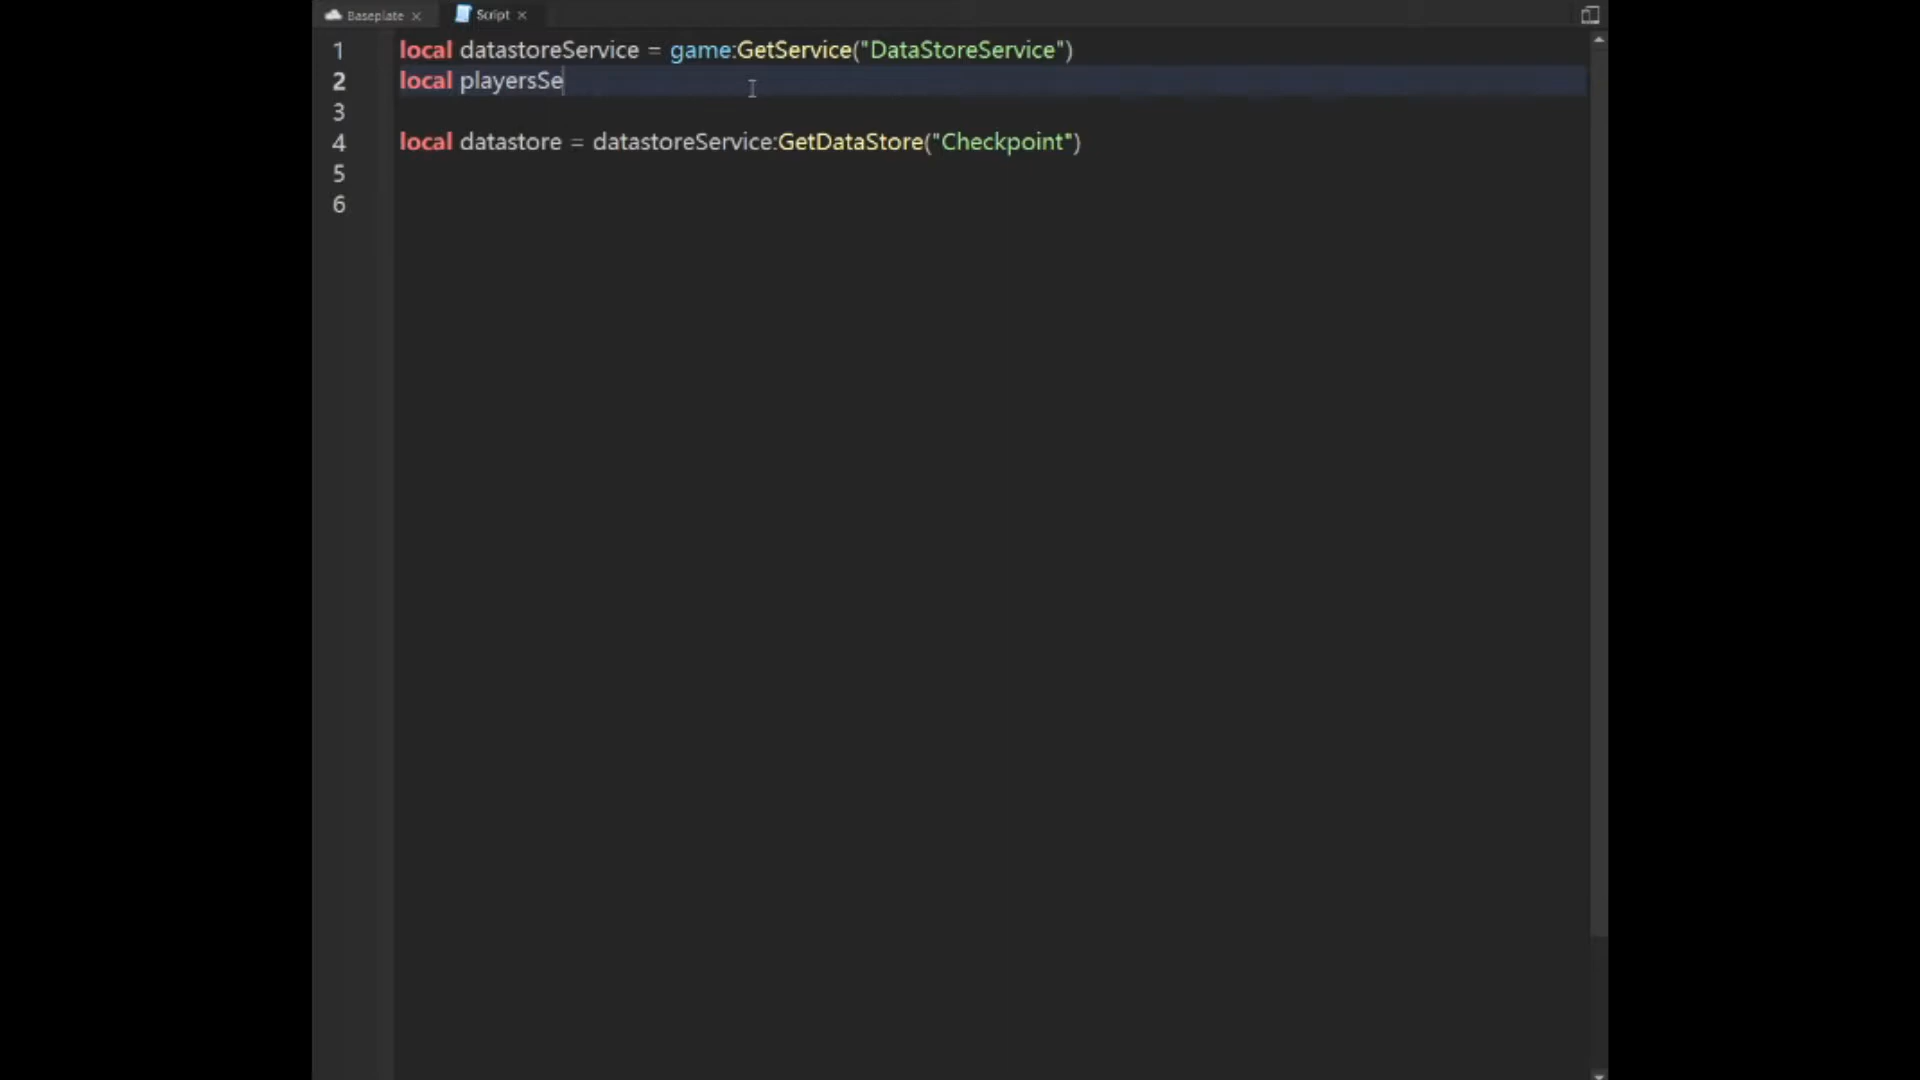 Baseplate
Script
1 local datastoreService = game:GetService("DataStoreService")
2 local playersSe
3
4 local datastore = datastoreService:GetDataStore("Checkpoint")
5
6